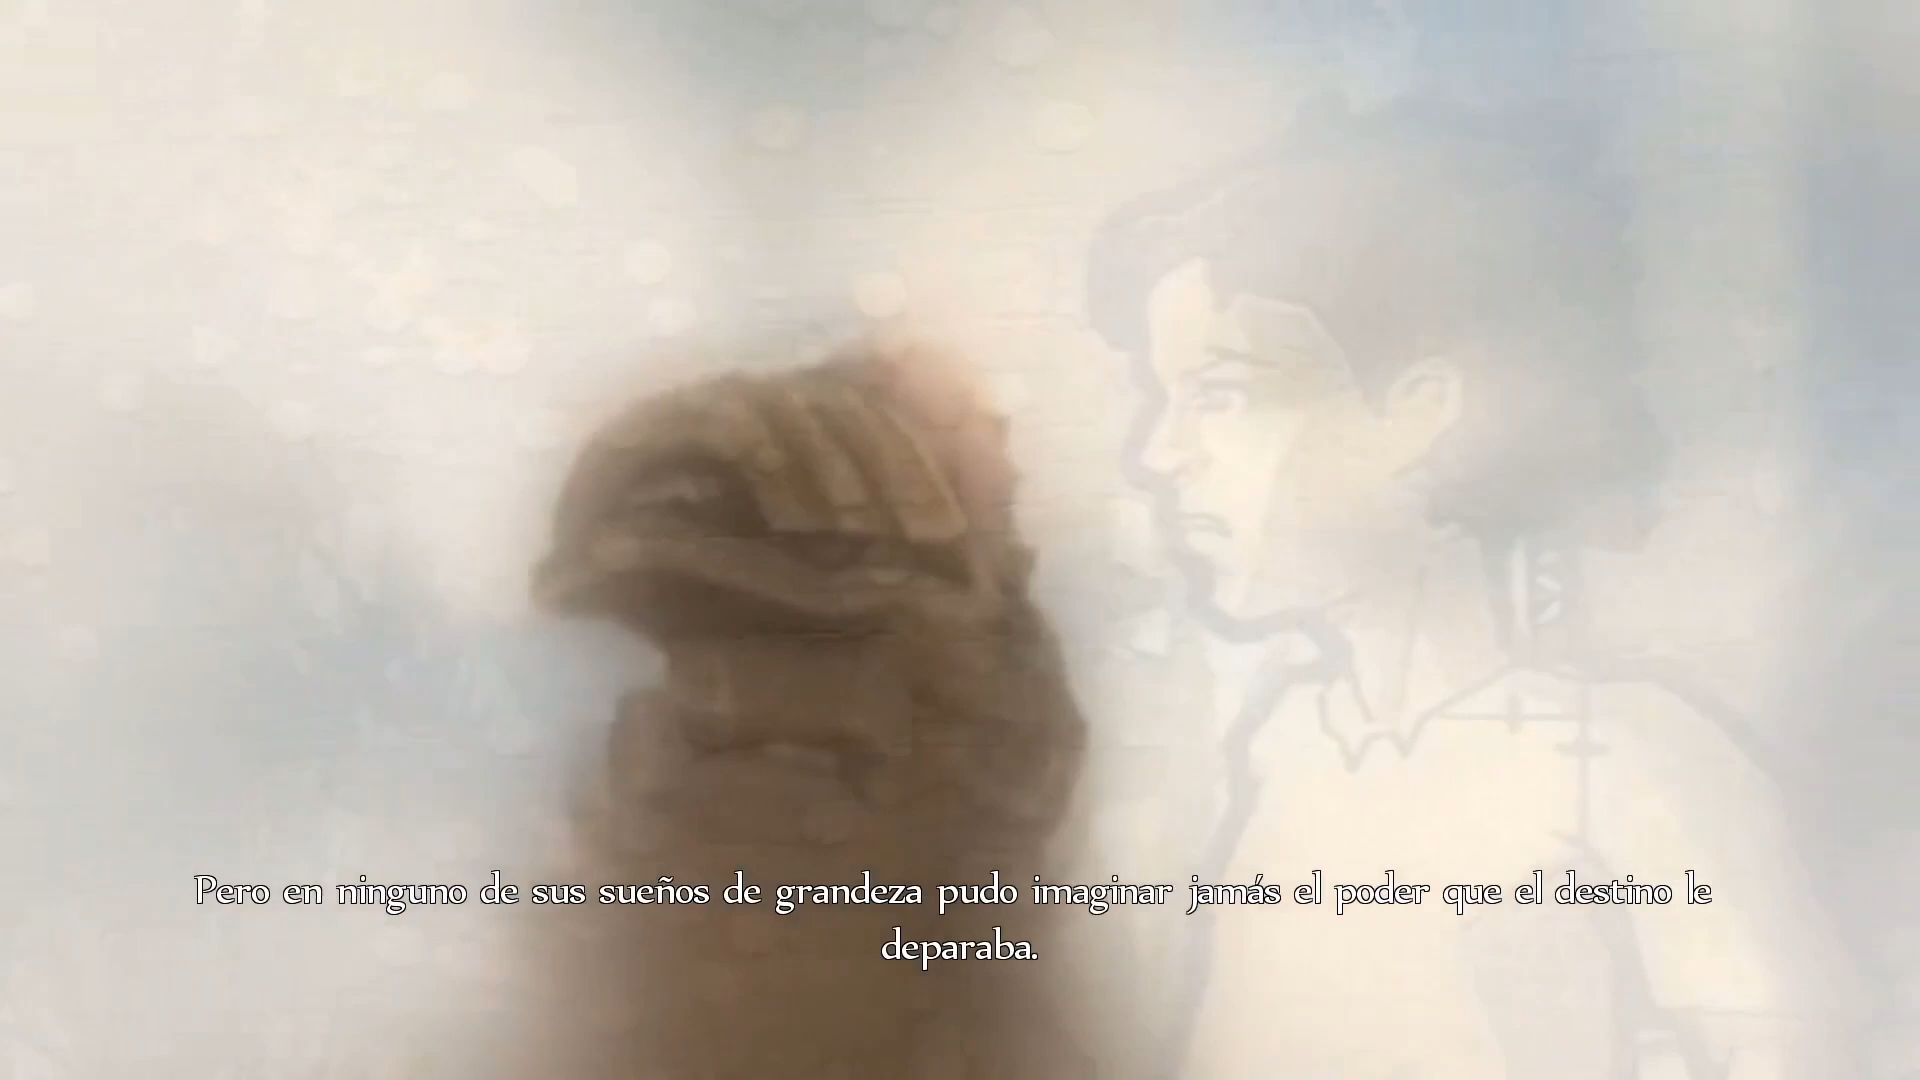 Pero en ninguno de sus sueños de grandeza pudo imaginar jamás el poder que el destino le
deparaba.